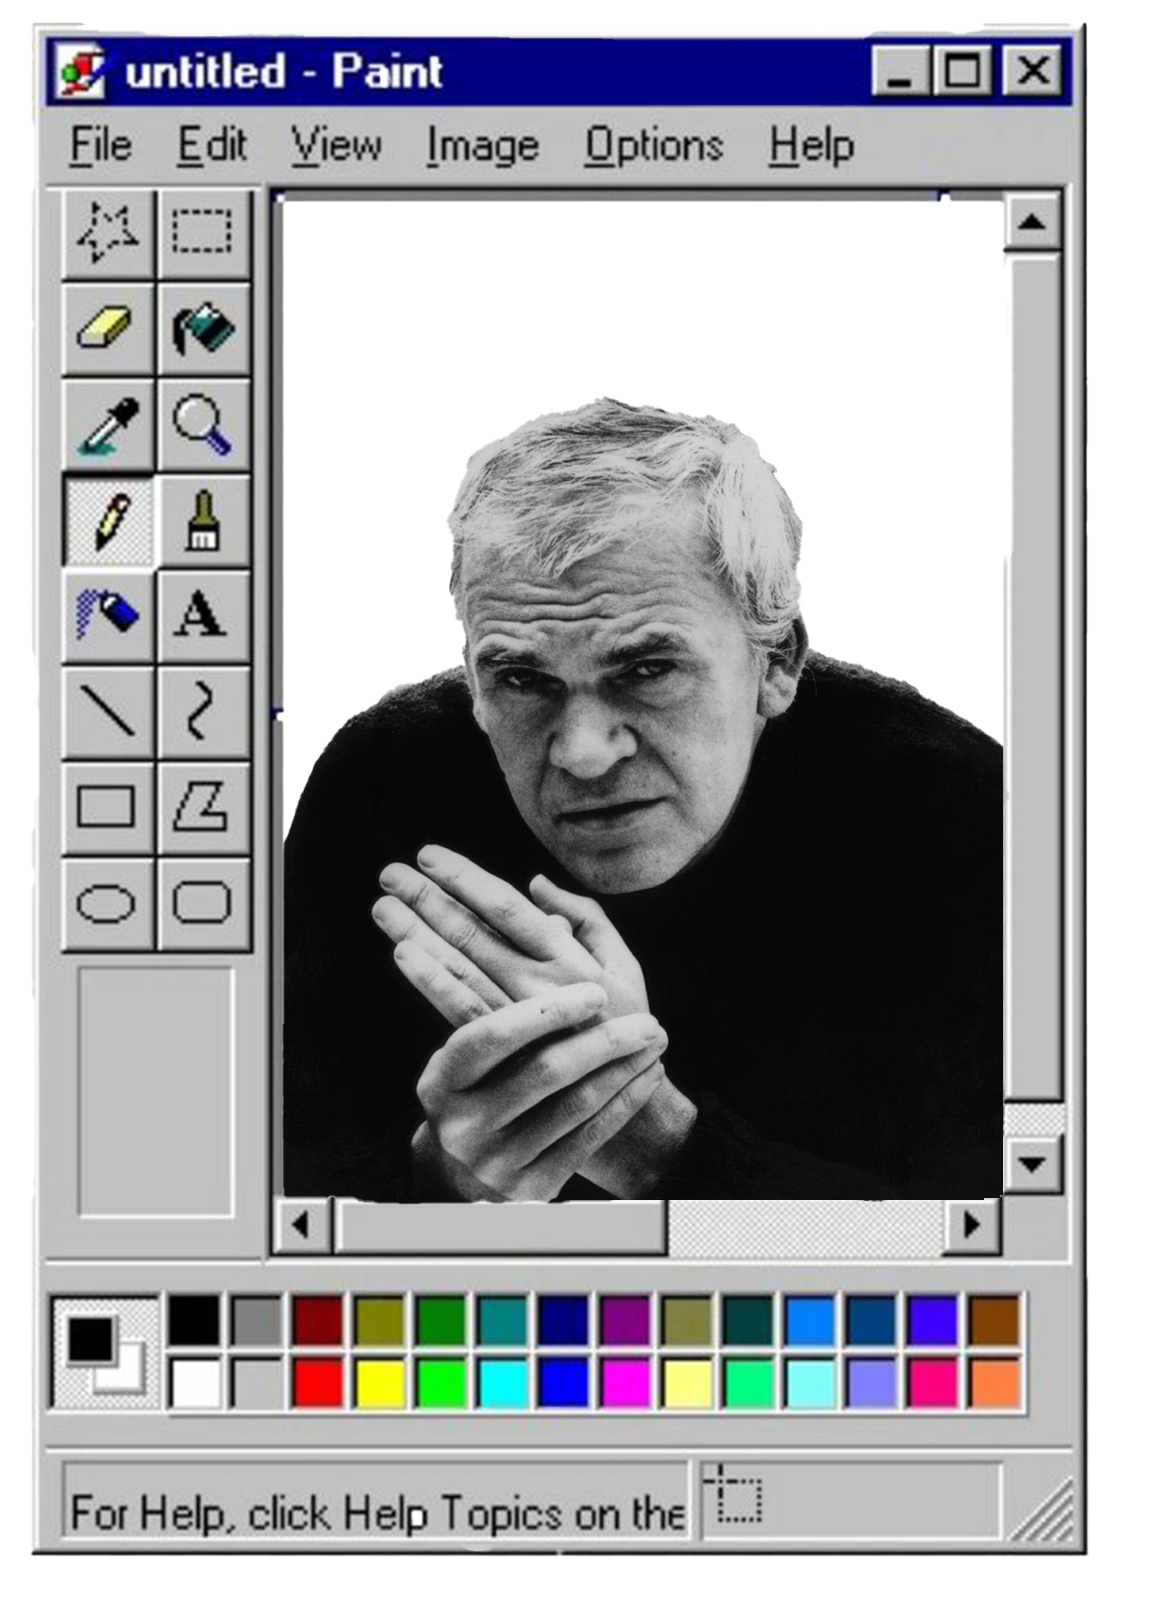 untitled - Paint
File Edit View Image Options Help
A
For Help, click Help Topics on the